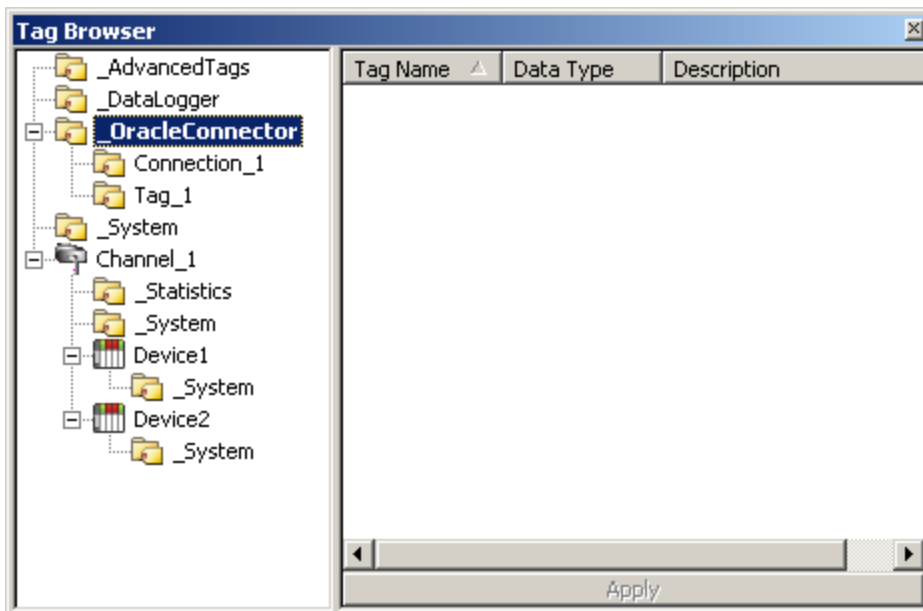 Tag Browser
_AdvancedTags
_DataLogger
_OracleConnector
Connection_1
Tag_1
_System
Channel_1
_Statistics
_System
Device1
_System
Device2
_System
Tag Name Data Type Description
Apply